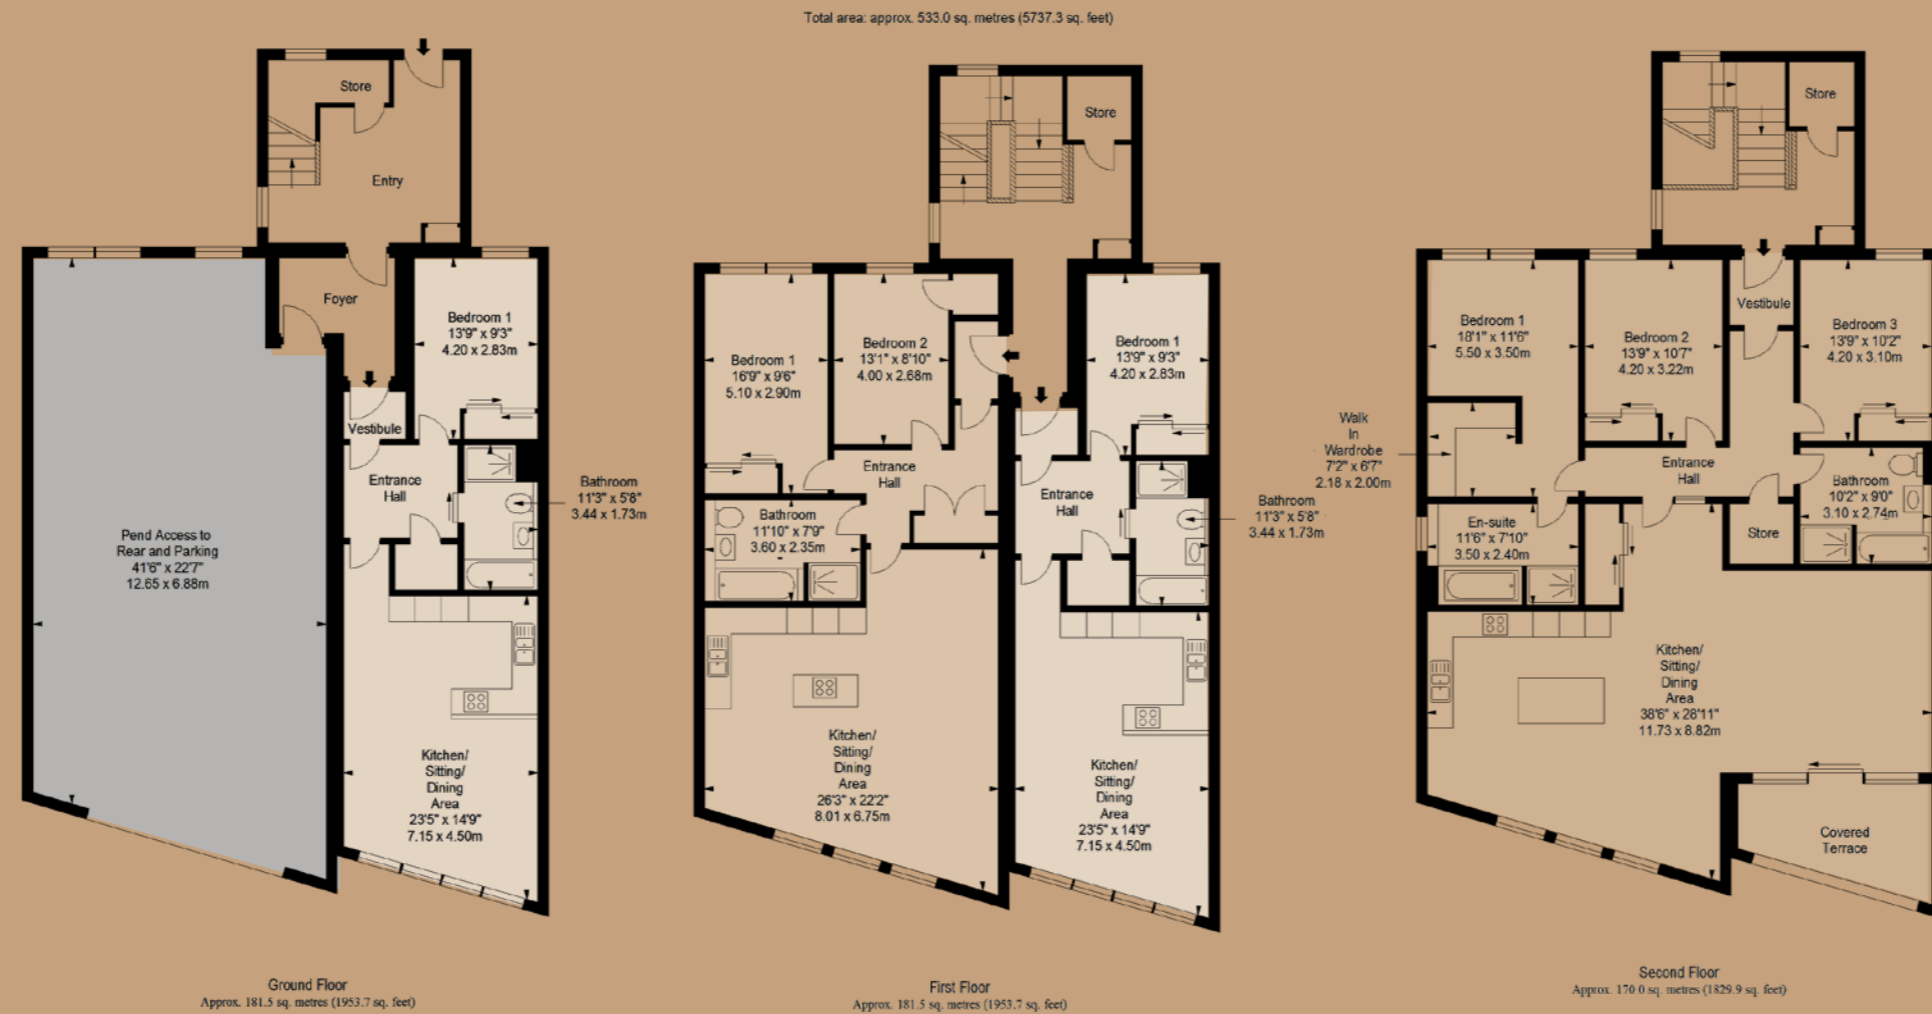 Total area: approx. 533.0 sq. metres (5737.3 sq. feet)
Store
Entry
Foyer
Bedroom 1
13'9" x 9'3"
4.20 x 2.83m
Vestibule
Entrance
Hall
Bathroom
11'3" x 5'8"
3.44 x 1.73m
Pend Access to
Rear and Parking
41'6" x 22'7"
12.65 x 6.88m
Kitchen/
Sitting/
Dining
Area
23'5" x 14'9"
7.15 x 4.50m
Ground Floor
Approx. 181.5 sq. metres (1953.7 sq. feet)
Store
Bedroom 1
16'9" x 9'6"
5.10 x 2.90m
Bedroom 2
13'1" x 8'10"
4.00 x 2.68m
Bedroom 1
13'9" x 9'3"
4.20 x 2.83m
Entrance
Hall
Entrance
Hall
Bathroom
11'10" x 7'9"
3.60 x 2.35m
Bathroom
11'3" x 5'8"
3.44 x 1.73m
Kitchen/
Sitting/
Dining
Area
26'3" x 22'2"
8.01 x 6.75m
Kitchen/
Sitting/
Dining
Area
23'5" x 14'9"
7.15 x 4.50m
First Floor
Approx. 181.5 sq. metres (1953.7 sq. feet)
Store
Vestibule
Bedroom 1
18'1" x 11'6"
5.50 x 3.50m
Bedroom 2
13'9" x 10'7"
4.20 x 3.22m
Bedroom 3
13'9" x 10'2"
4.20 x 3.10m
Walk
In
Wardrobe
7'2" x 6'7"
2.18 x 2.00m
Entrance
Hall
Bathroom
10'2" x 9'0"
3.10 x 2.74m
En-suite
11'6" x 7'10"
3.50 x 2.40m
Store
Kitchen/
Sitting/
Dining
Area
38'6" x 28'11"
11.73 x 8.82m
Covered
Terrace
Second Floor
Approx. 170.0 sq. metres (1829.9 sq. feet)